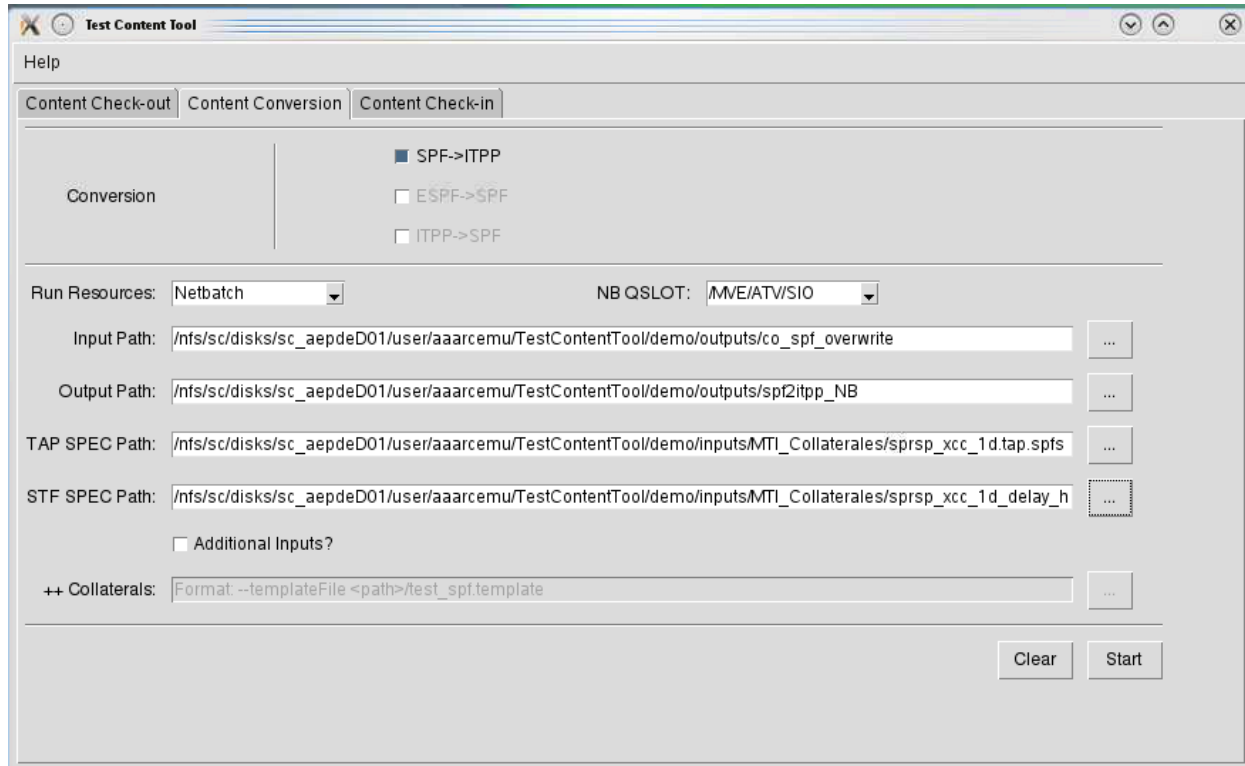 Test Content Tool
Help
Content Check-out Content Conversion Content Check-in
SPF->ITPP
Conversion
ESPF->SPF
ITPP->SPF
Run Resources: Netbatch NB QSLOT: /MVE/ATV/SIO
Input Path: /nfs/sc/disks/sc_aepdeD01/user/aaarcemu/TestContentTool/demo/outputs/co_spf_overwrite ...
Output Path: /nfs/sc/disks/sc_aepdeD01/user/aaarcemu/TestContentTool/demo/outputs/spf2itpp_NB ...
TAP SPEC Path: /nfs/sc/disks/sc_aepdeD01/user/aaarcemu/TestContentTool/demo/inputs/MTI_Collaterales/sprsp_xcc_1d.tap.spfs ...
STF SPEC Path: /nfs/sc/disks/sc_aepdeD01/user/aaarcemu/TestContentTool/demo/inputs/MTI_Collaterales/sprsp_xcc_1d_delay_h ...
Additional Inputs?
++ Collaterals: Format: --templateFile <path>/test_spf.template ...
Clear Start